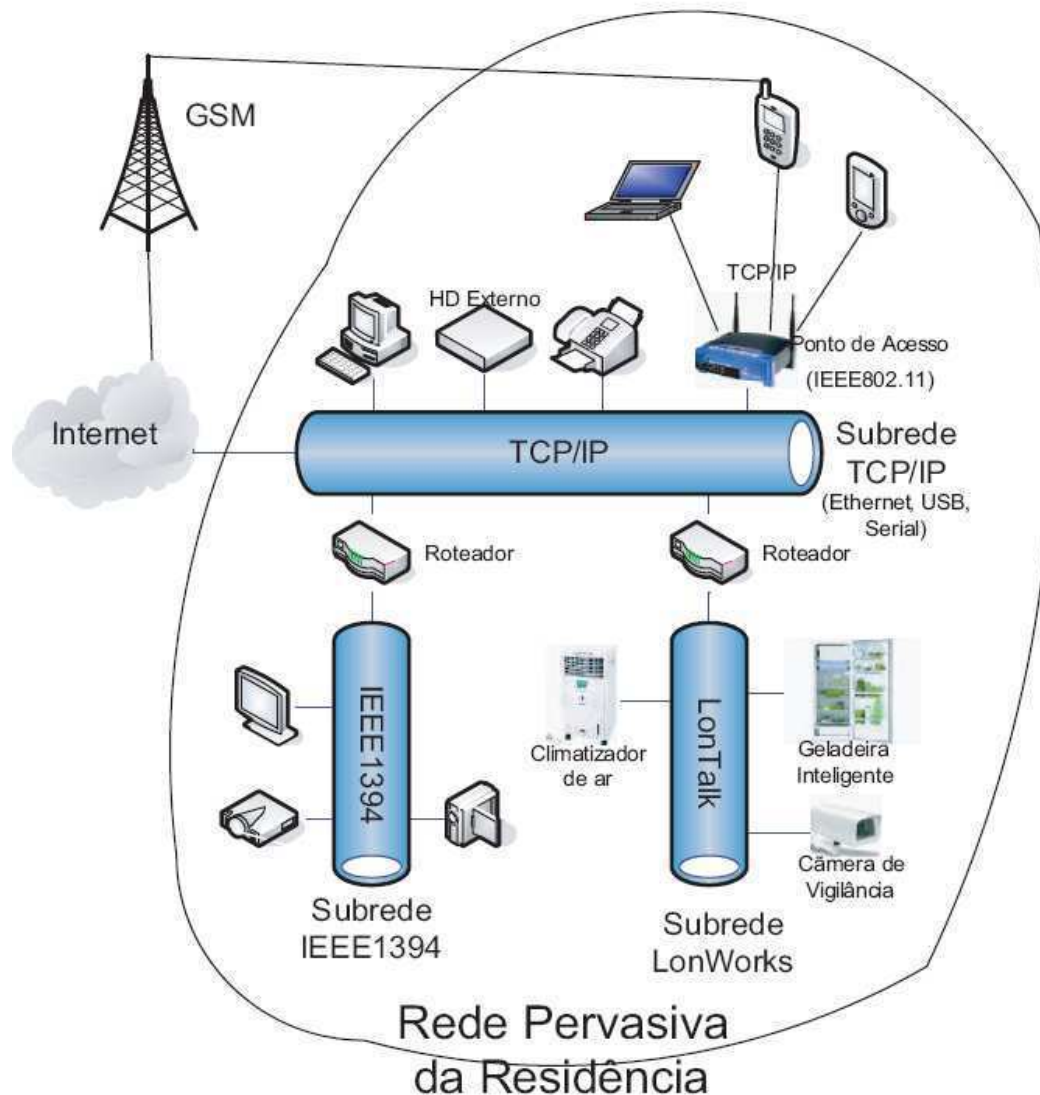 GSM
TCP/IP
HD Externo
Ponto de Acesso
(IEEE802.11)
Internet
TCP/IP
Subrede
TCP/IP
(Ethernet, USB,
Serial)
Roteador
Roteador
IEEE1394
LonTalk
Climatizador
de ar
Geladeira
Inteligente
Câmera de
Vigilância
Subrede
IEEE1394
Subrede
LonWorks
Rede Pervasiva
da Residência